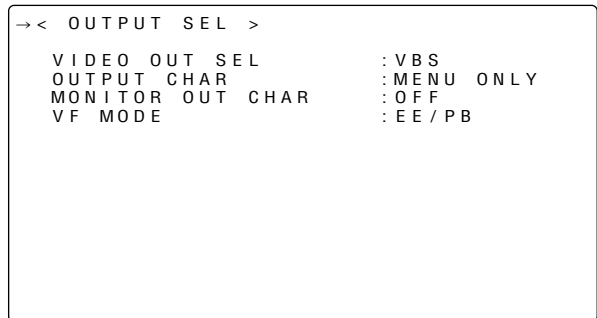 →< OUTPUT SEL >
VIDEO OUT SEL :VBS
OUTPUT CHAR :MENU ONLY
MONITOR OUT CHAR :OFF
VF MODE :EE/PB